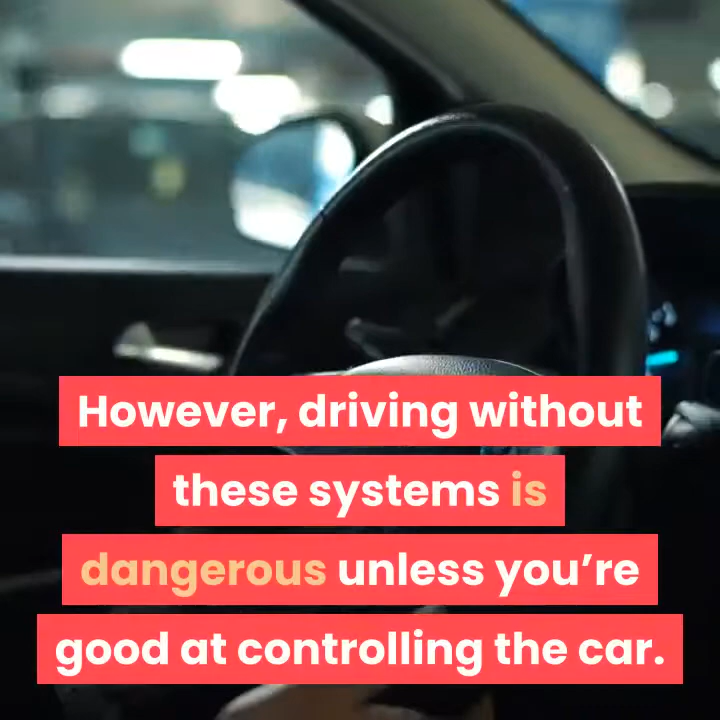 However, driving without
these systems is
dangerous unless you’re
good at controlling the car.